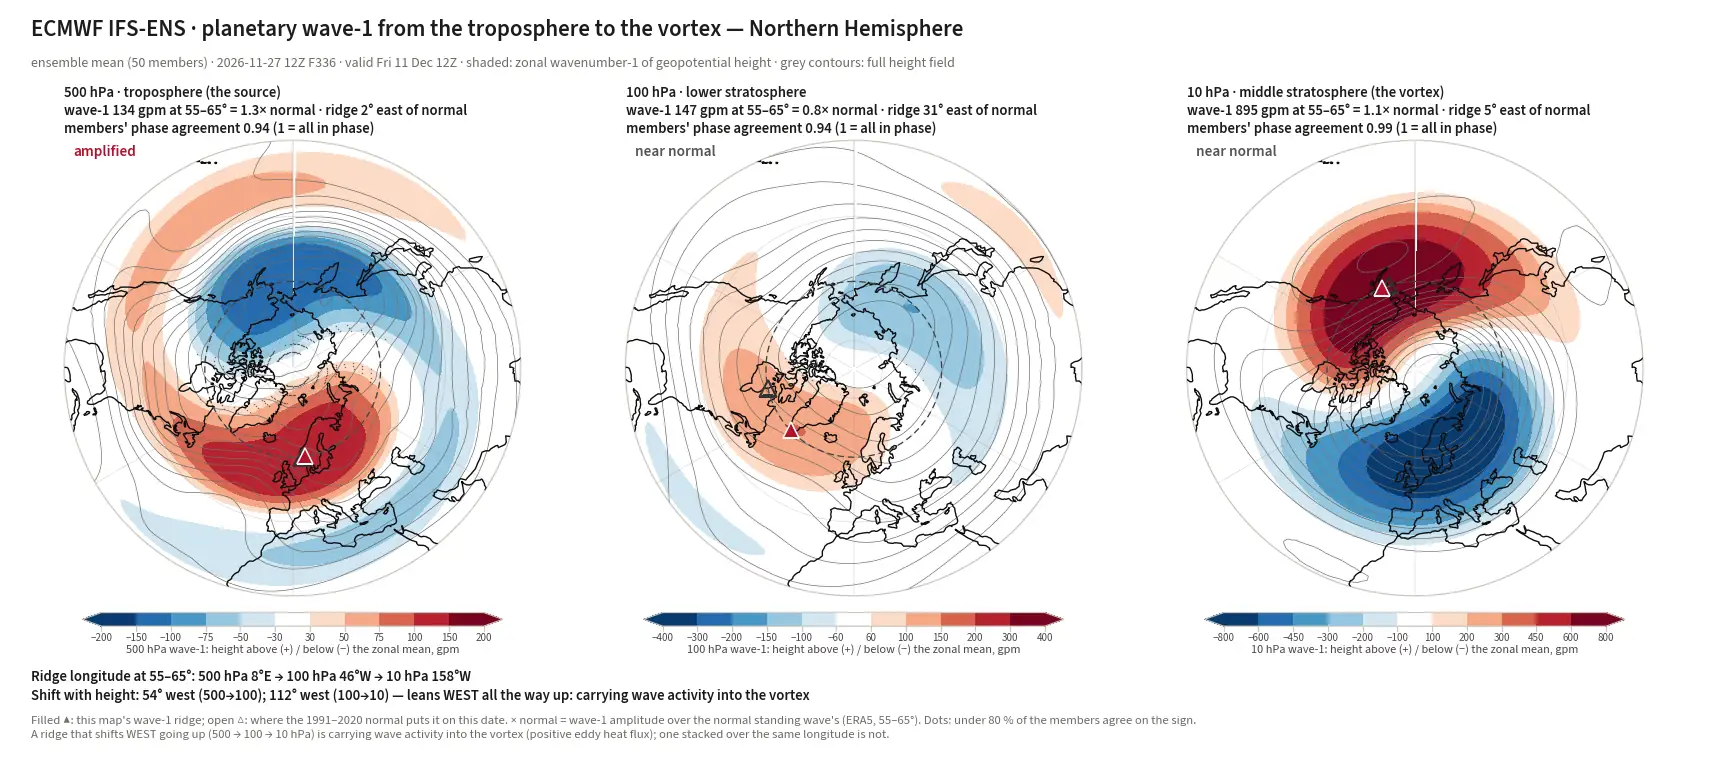 ECMWF IFS-ENS · planetary wave-1 from the troposphere to the vortex — Northern Hemisphere
ensemble mean (50 members) · 2026-11-27 12Z F336 · valid Fri 11 Dec 12Z · shaded: zonal wavenumber-1 of geopotential height · grey contours: full height field
500 hPa · troposphere (the source)
wave-1 134 gpm at 55–65° = 1.3× normal · ridge 2° east of normal
members' phase agreement 0.94 (1 = all in phase)
amplified
100 hPa · lower stratosphere
wave-1 147 gpm at 55–65° = 0.8× normal · ridge 31° east of normal
members' phase agreement 0.94 (1 = all in phase)
near normal
10 hPa · middle stratosphere (the vortex)
wave-1 895 gpm at 55–65° = 1.1× normal · ridge 5° east of normal
members' phase agreement 0.99 (1 = all in phase)
near normal
−200 −150 −100 −75 −50 −30 30 50 75 100 150 200
500 hPa wave-1: height above (+) / below (−) the zonal mean, gpm
−400 −300 −200 −150 −100 −60 60 100 150 200 300 400
100 hPa wave-1: height above (+) / below (−) the zonal mean, gpm
−800 −600 −450 −300 −200 −100 100 200 300 450 600 800
10 hPa wave-1: height above (+) / below (−) the zonal mean, gpm
Ridge longitude at 55–65°: 500 hPa 8°E → 100 hPa 46°W → 10 hPa 158°W
Shift with height: 54° west (500→100); 112° west (100→10) — leans WEST all the way up: carrying wave activity into the vortex
Filled ▲: this map's wave-1 ridge; open △: where the 1991–2020 normal puts it on this date. × normal = wave-1 amplitude over the normal standing wave's (ERA5, 55–65°). Dots: under 80 % of the members agree on the sign.
A ridge that shifts WEST going up (500 → 100 → 10 hPa) is carrying wave activity into the vortex (positive eddy heat flux); one stacked over the same longitude is not.